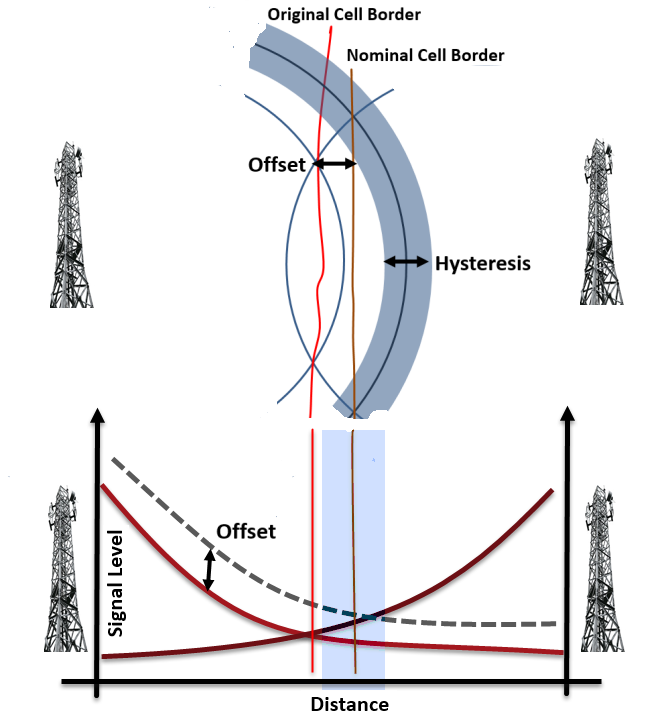 Original Cell Border
Nominal Cell Border
Offset
Hysteresis
Offset
Signal Level
Distance